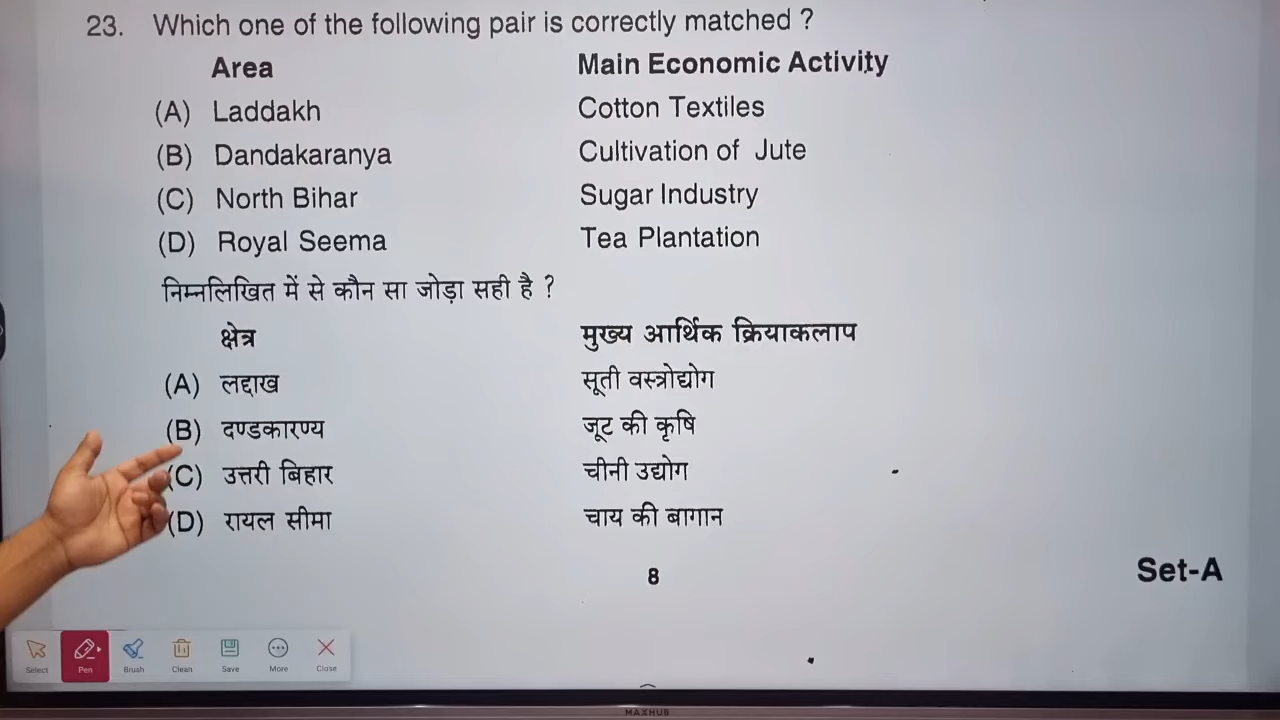 23. Which one of the following pair is correctly matched ?
Area Main Economic Activity
(A) Laddakh Cotton Textiles
(B) Dandakaranya Cultivation of Jute
(C) North Bihar Sugar Industry
(D) Royal Seema Tea Plantation
निम्नलिखित में से कौन सा जोड़ा सही है ?
क्षेत्र मुख्य आर्थिक क्रियाकलाप
(A) लद्दाख सूती वस्त्रोद्योग
(B) दण्डकारण्य जूट की कृषि
(C) उत्तरी बिहार चीनी उद्योग
(D) रायल सीमा चाय की बागान
8
Set-A
Select Pen Brush Clean Save More Close
MAXHUB